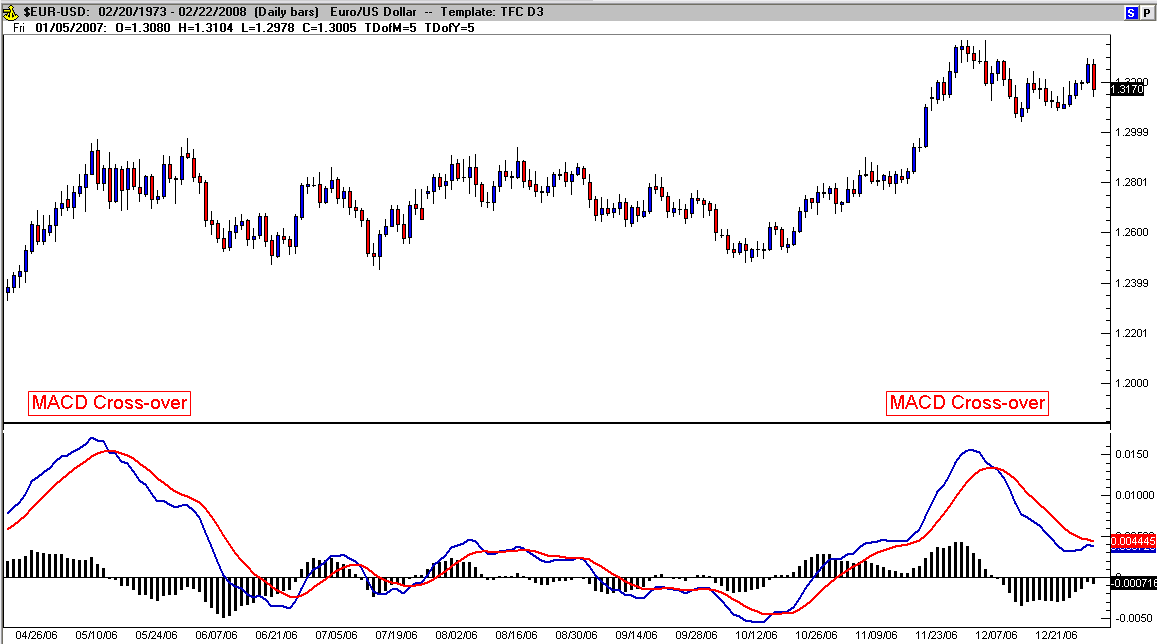 $EUR-USD: 02/20/1973 - 02/22/2008 (Daily bars) Euro/US Dollar -- Template: TFC D3
S P
Fri 01/05/2007: O=1.3080 H=1.3104 L=1.2978 C=1.3005 TDofM=5 TDofY=5
1.3170
1.2999
1.2801
1.2600
1.2399
1.2201
1.2000
MACD Cross-over MACD Cross-over
0.0150
0.01000
0.004445
-0.000716
-0.0050
04/26/06 05/10/06 05/24/06 06/07/06 06/21/06 07/05/06 07/19/06 08/02/06 08/16/06 08/30/06 09/14/06 09/28/06 10/12/06 10/26/06 11/09/06 11/23/06 12/07/06 12/21/06